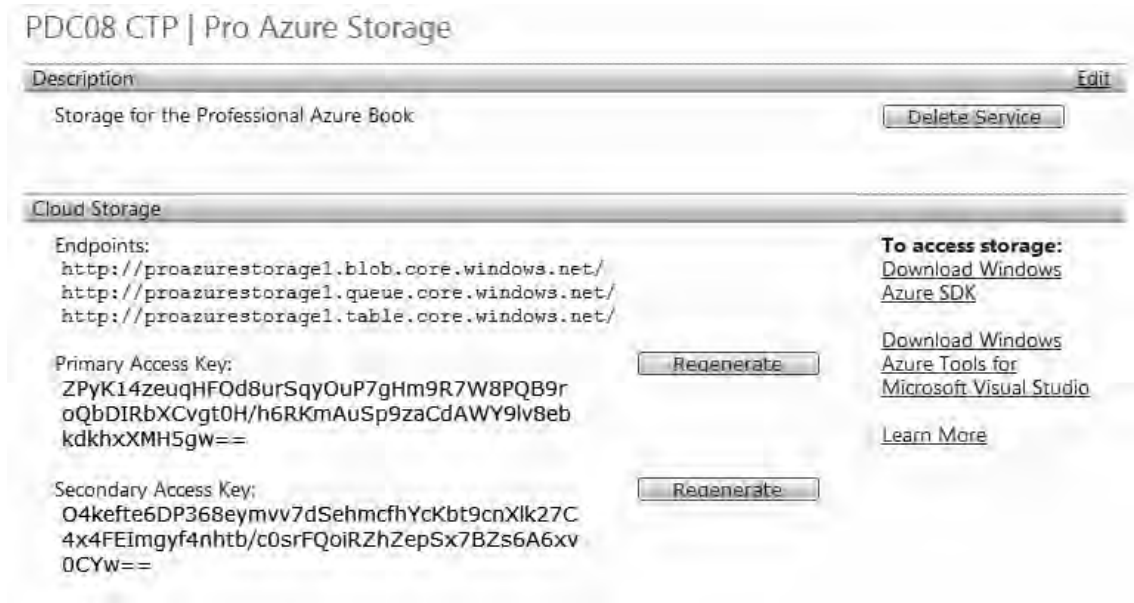 PDC08 CTP | Pro Azure Storage
Description
Edit
Storage for the Professional Azure Book
Delete Service
Cloud Storage
Endpoints:
http://proazurestorage1.blob.core.windows.net/
http://proazurestorage1.queue.core.windows.net/
http://proazurestorage1.table.core.windows.net/
Primary Access Key:
Regenerate
ZPyK14zeuqHFOd8urSqyOuP7gHm9R7W8PQB9r
oQbDIRbXCvgt0H/h6RKmAuSp9zaCdAWY9lv8eb
kdkhxXMH5gw==
Secondary Access Key:
Regenerate
O4kefte6DP368eymvv7dSehmcfhYcKbt9cnXlk27C
4x4FEImgyf4nhtb/c0srFQoiRZhZepSx7BZs6A6xv
0CYw==
To access storage:
Download Windows
Azure SDK
Download Windows
Azure Tools for
Microsoft Visual Studio
Learn More